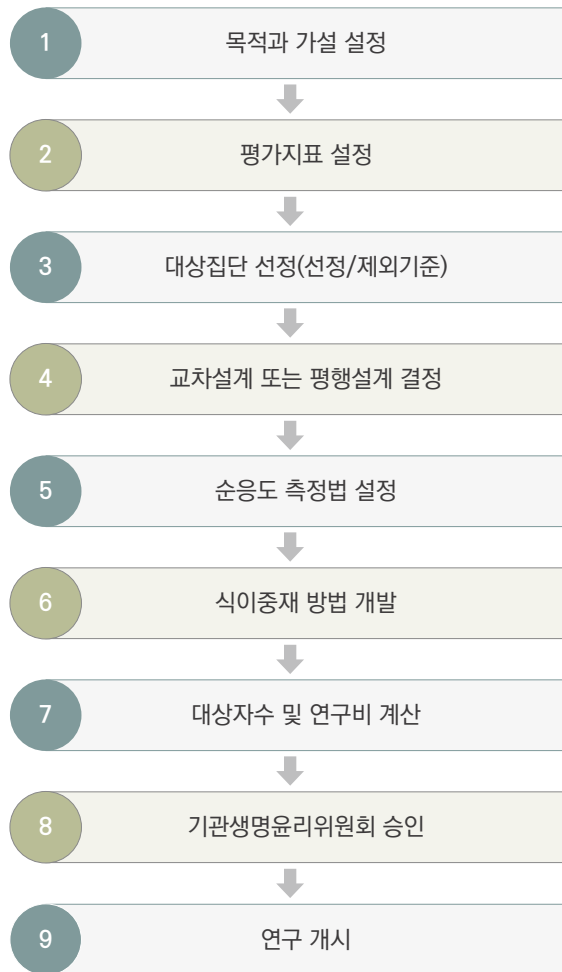 1 목적과 가설 설정
2 평가지표 설정
3 대상집단 선정(선정/제외기준)
4 교차설계 또는 평행설계 결정
5 순응도 측정법 설정
6 식이중재 방법 개발
7 대상자수 및 연구비 계산
8 기관생명윤리위원회 승인
9 연구 개시